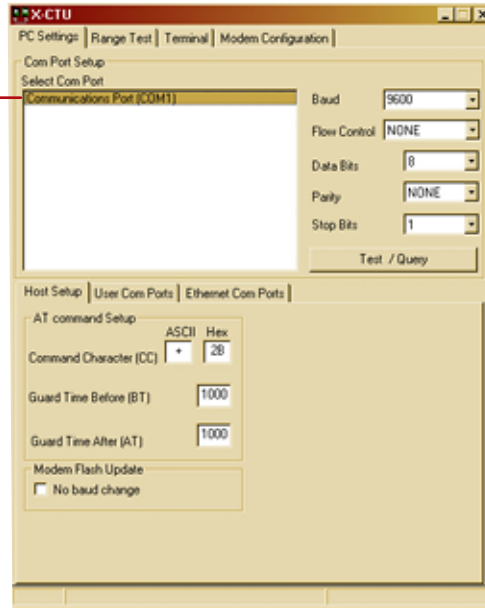 X-CTU
PC Settings Range Test Terminal Modem Configuration
Com Port Setup
Select Com Port
Communications Port (COM1)
Baud 9600
Flow Control NONE
Data Bits 8
Parity NONE
Stop Bits 1
Test / Query
Host Setup User Com Ports Ethernet Com Ports
AT command Setup
ASCII Hex
Command Character (CC) + 2B
Guard Time Before (BT) 1000
Guard Time After (AT) 1000
Modem Flash Update
No baud change